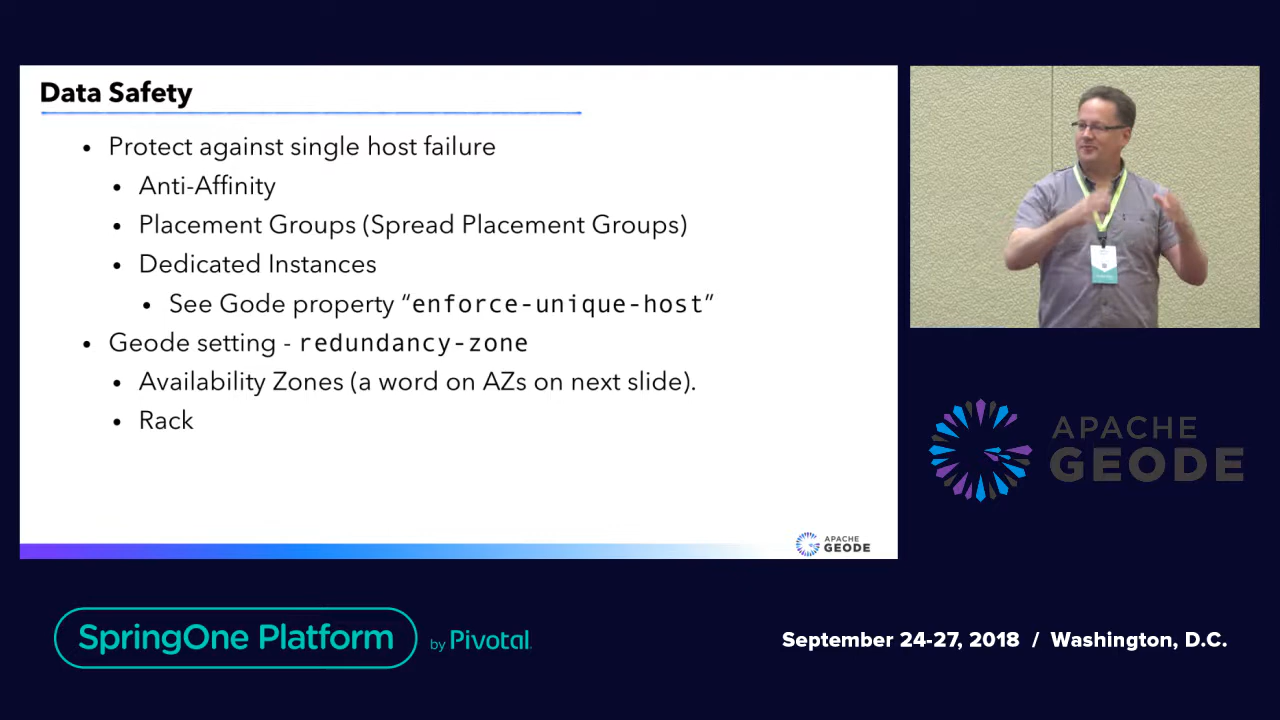 Data Safety
• Protect against single host failure
• Anti-Affinity
• Placement Groups (Spread Placement Groups)
• Dedicated Instances
• See Gode property “enforce-unique-host”
• Geode setting - redundancy-zone
• Availability Zones (a word on AZs on next slide).
• Rack
APACHE
GEODE
APACHE
GEODE
SpringOne Platform by Pivotal.
September 24-27, 2018 / Washington, D.C.